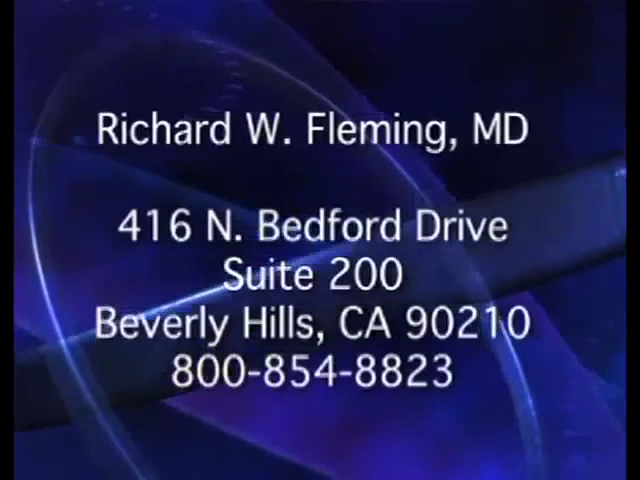 Richard W. Fleming, MD
416 N. Bedford Drive
Suite 200
Beverly Hills, CA 90210
800-854-8823